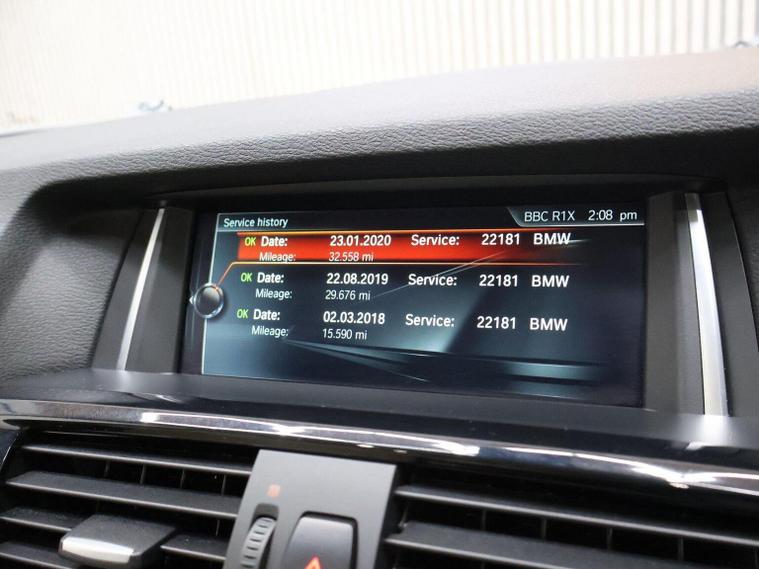 Service history BBC R1X 2:08 pm
OK Date: 23.01.2020 Service: 22181 BMW
Mileage: 32.558 mi
OK Date: 22.08.2019 Service: 22181 BMW
Mileage: 29.676 mi
OK Date: 02.03.2018 Service: 22181 BMW
Mileage: 15.590 mi